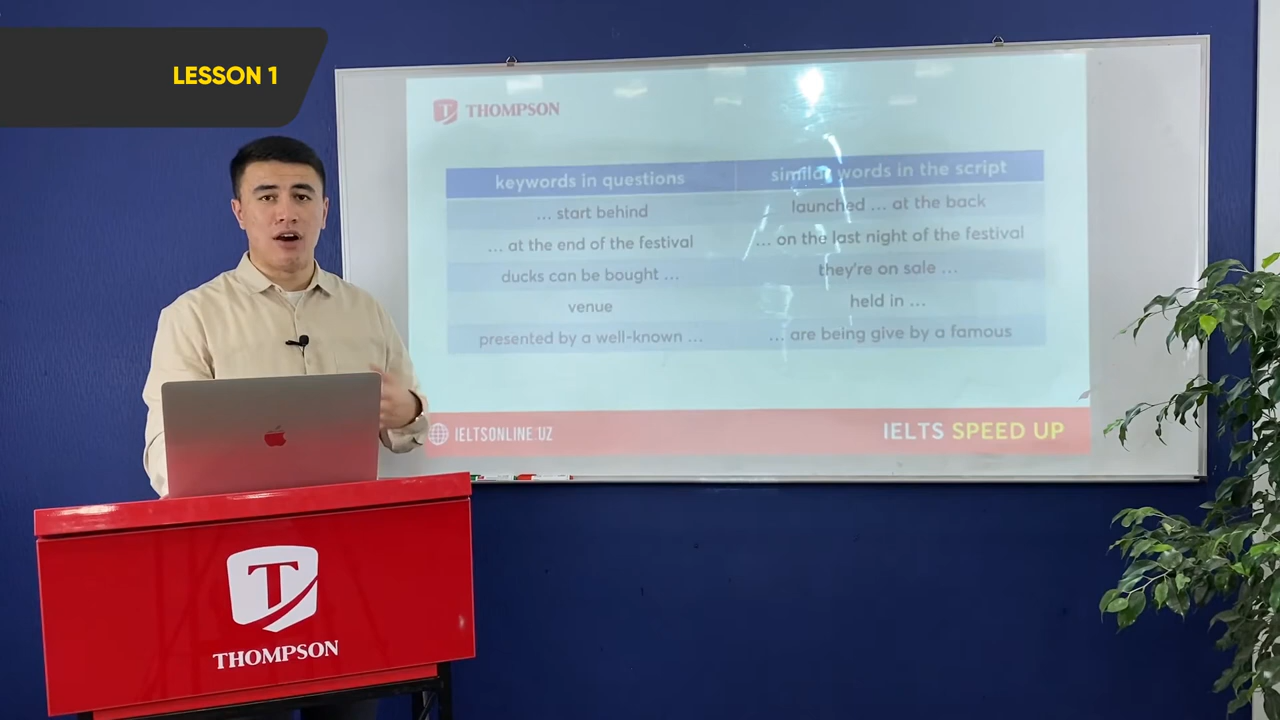 LESSON 1
T THOMPSON
keywords in questions similar words in the script
... start behind launched ... at the back
... at the end of the festival ... on the last night of the festival
ducks can be bought ... they're on sale ...
venue held in ...
presented by a well-known ... ... are being give by a famous
IELTSONLINE.UZ IELTS SPEED UP
T
THOMPSON